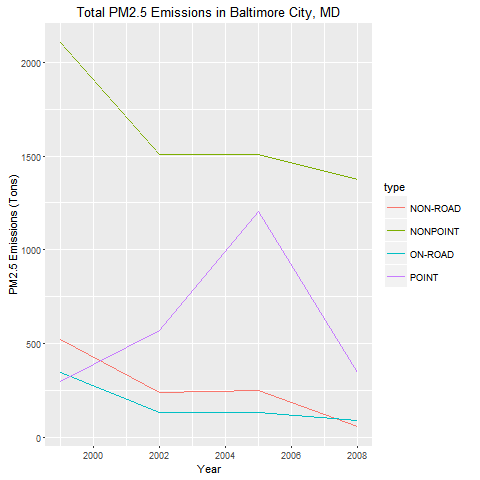 Total PM2.5 Emissions in Baltimore City, MD
PM2.5 Emissions (Tons)
2000
1500
1000
500
0
2000
2002
2004
2006
2008
Year
type
NON-ROAD
NONPOINT
ON-ROAD
POINT